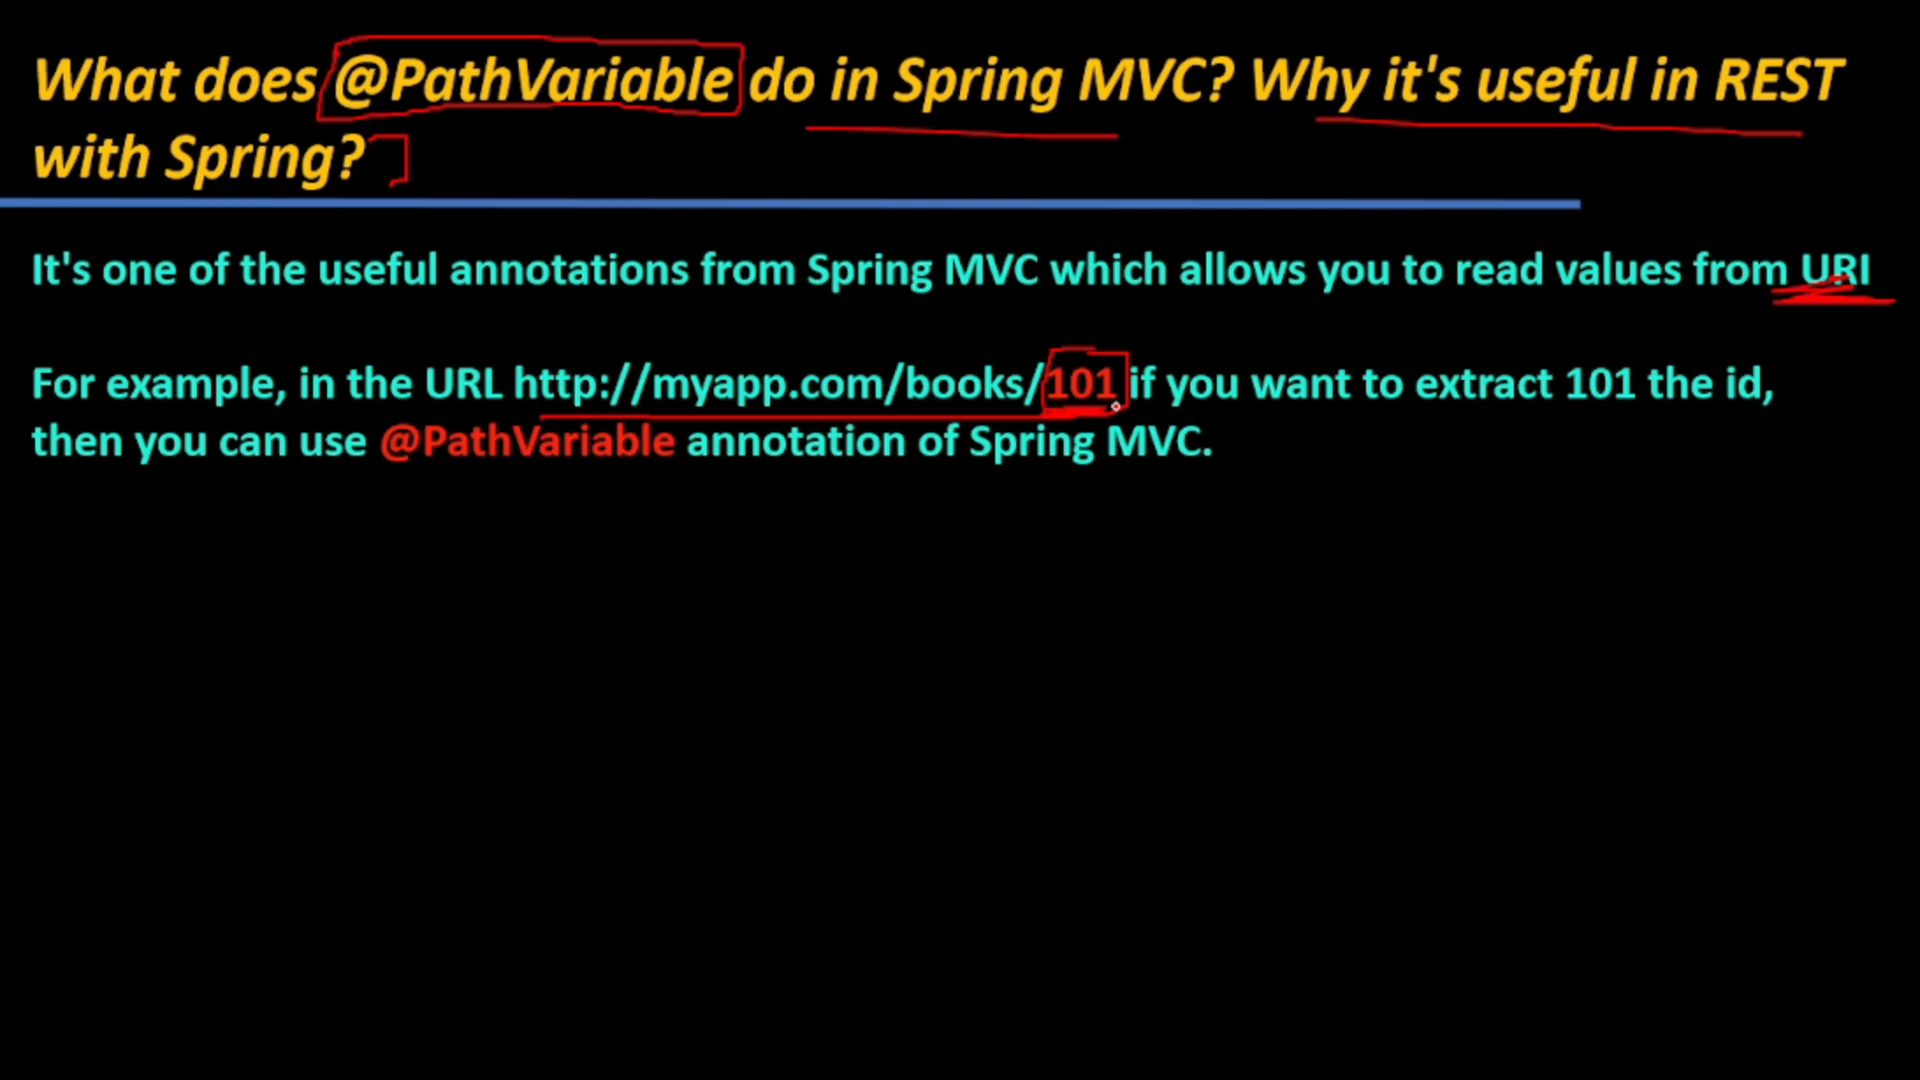 What does @PathVariable do in Spring MVC? Why it's useful in REST
with Spring?
It's one of the useful annotations from Spring MVC which allows you to read values from URI
For example, in the URL http://myapp.com/books/101 if you want to extract 101 the id,
then you can use @PathVariable annotation of Spring MVC.